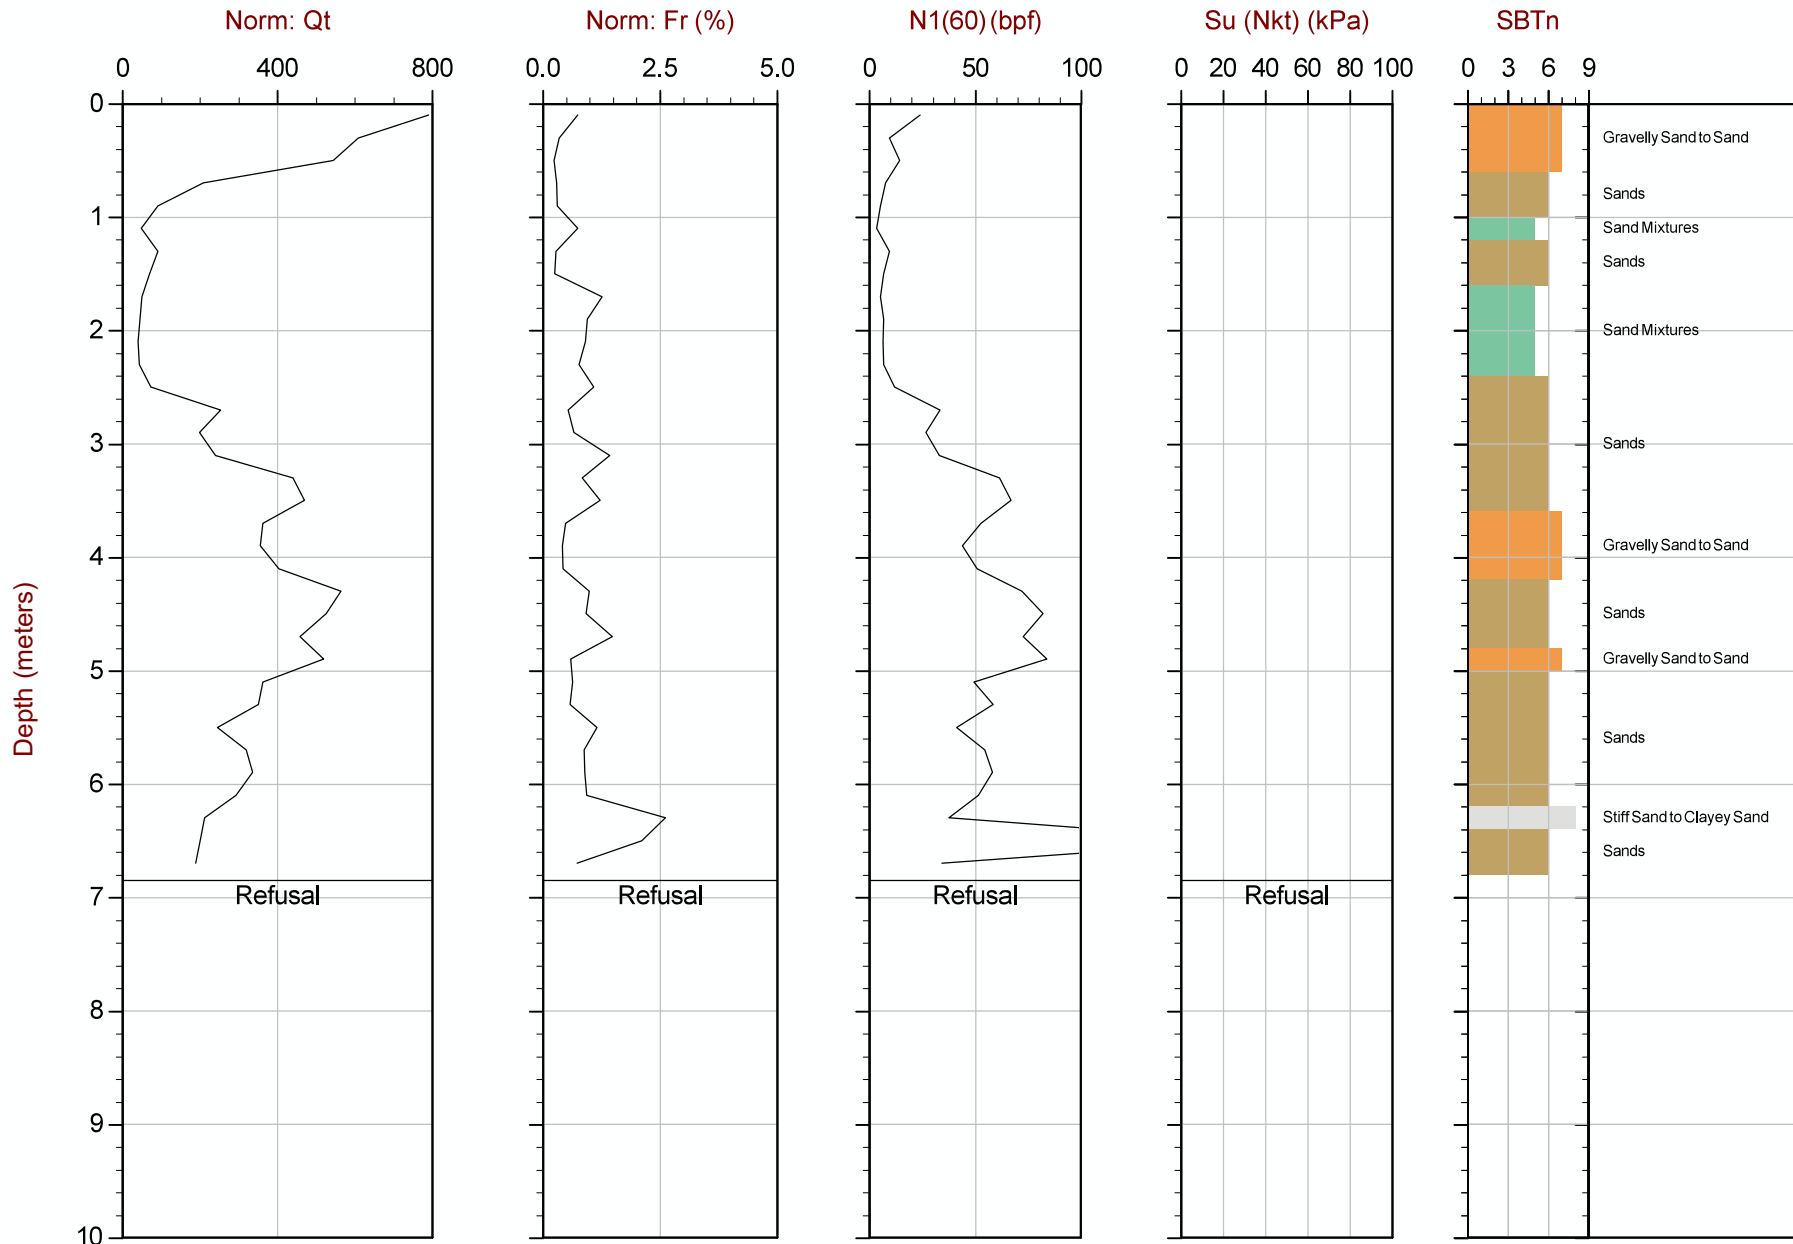 Norm: Qt
Norm: Fr (%)
N1(60) (bpf)
Su (Nkt) (kPa)
SBTn
0 400 800
0.0 2.5 5.0
0 50 100
0 20 40 60 80 100
0 3 6 9
0
1
2
3
4
5
6
7
8
9
10
Depth (meters)
Gravelly Sand to Sand
Sands
Sand Mixtures
Sands
Sand Mixtures
Sands
Gravelly Sand to Sand
Sands
Gravelly Sand to Sand
Sands
Stiff Sand to Clayey Sand
Sands
Refusal
Refusal
Refusal
Refusal